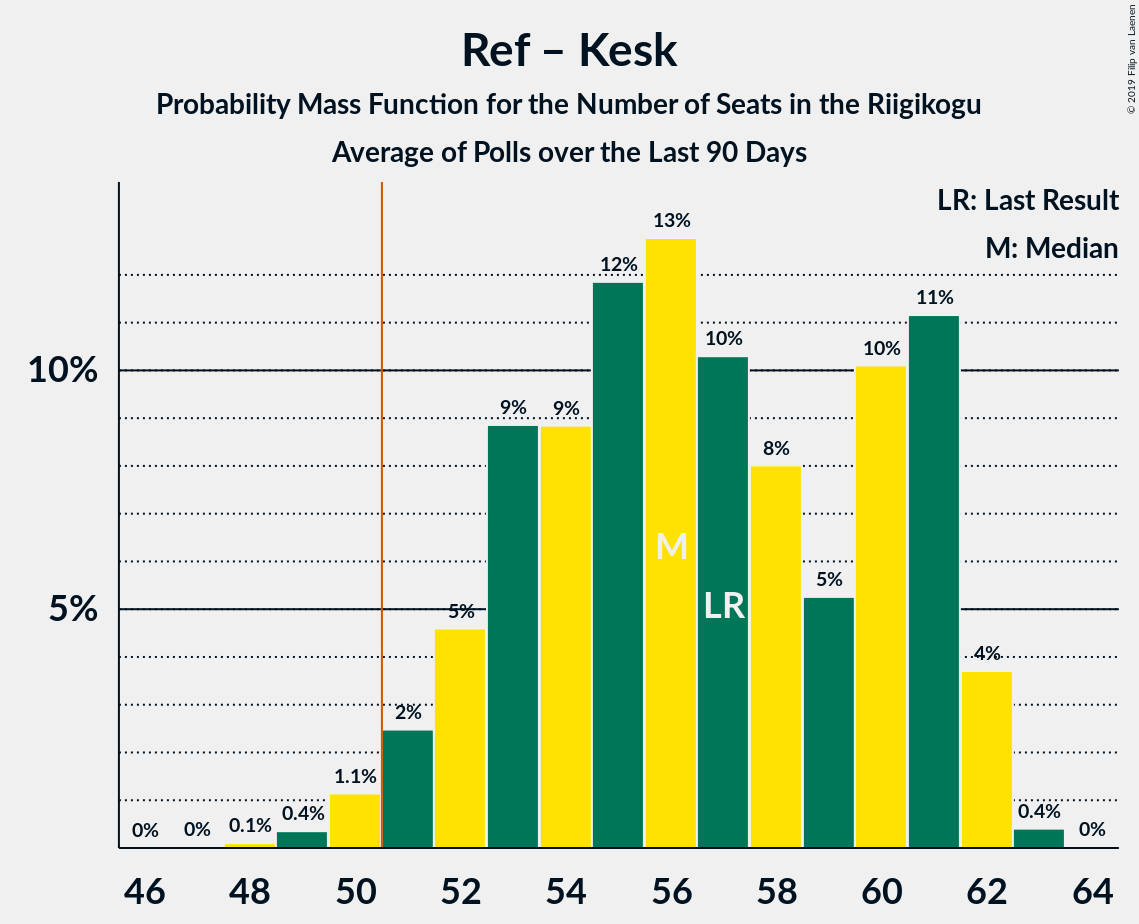 Ref – Kesk
Probability Mass Function for the Number of Seats in the Riigikogu
Average of Polls over the Last 90 Days
© 2019 Filip van Laenen
LR: Last Result
M: Median
10%
5%
0%
0%
0.1%
0.4%
1.1%
2%
5%
9%
9%
12%
13%
10%
8%
5%
10%
11%
4%
0.4%
0%
M
LR
46 48 50 52 54 56 58 60 62 64